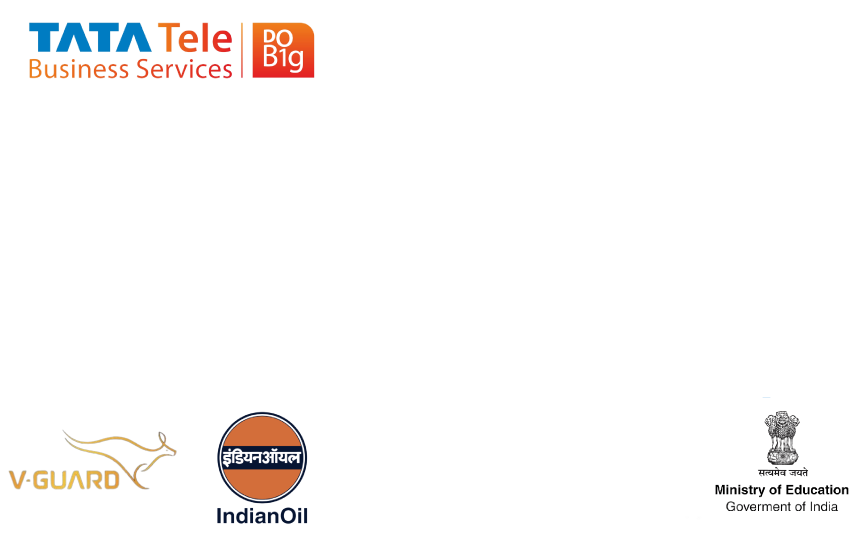 TATA Tele
Business Services
DO
B1g
V-GUARD
इंडियनऑयल
IndianOil
सत्यमेव जयते
Ministry of Education
Goverment of India